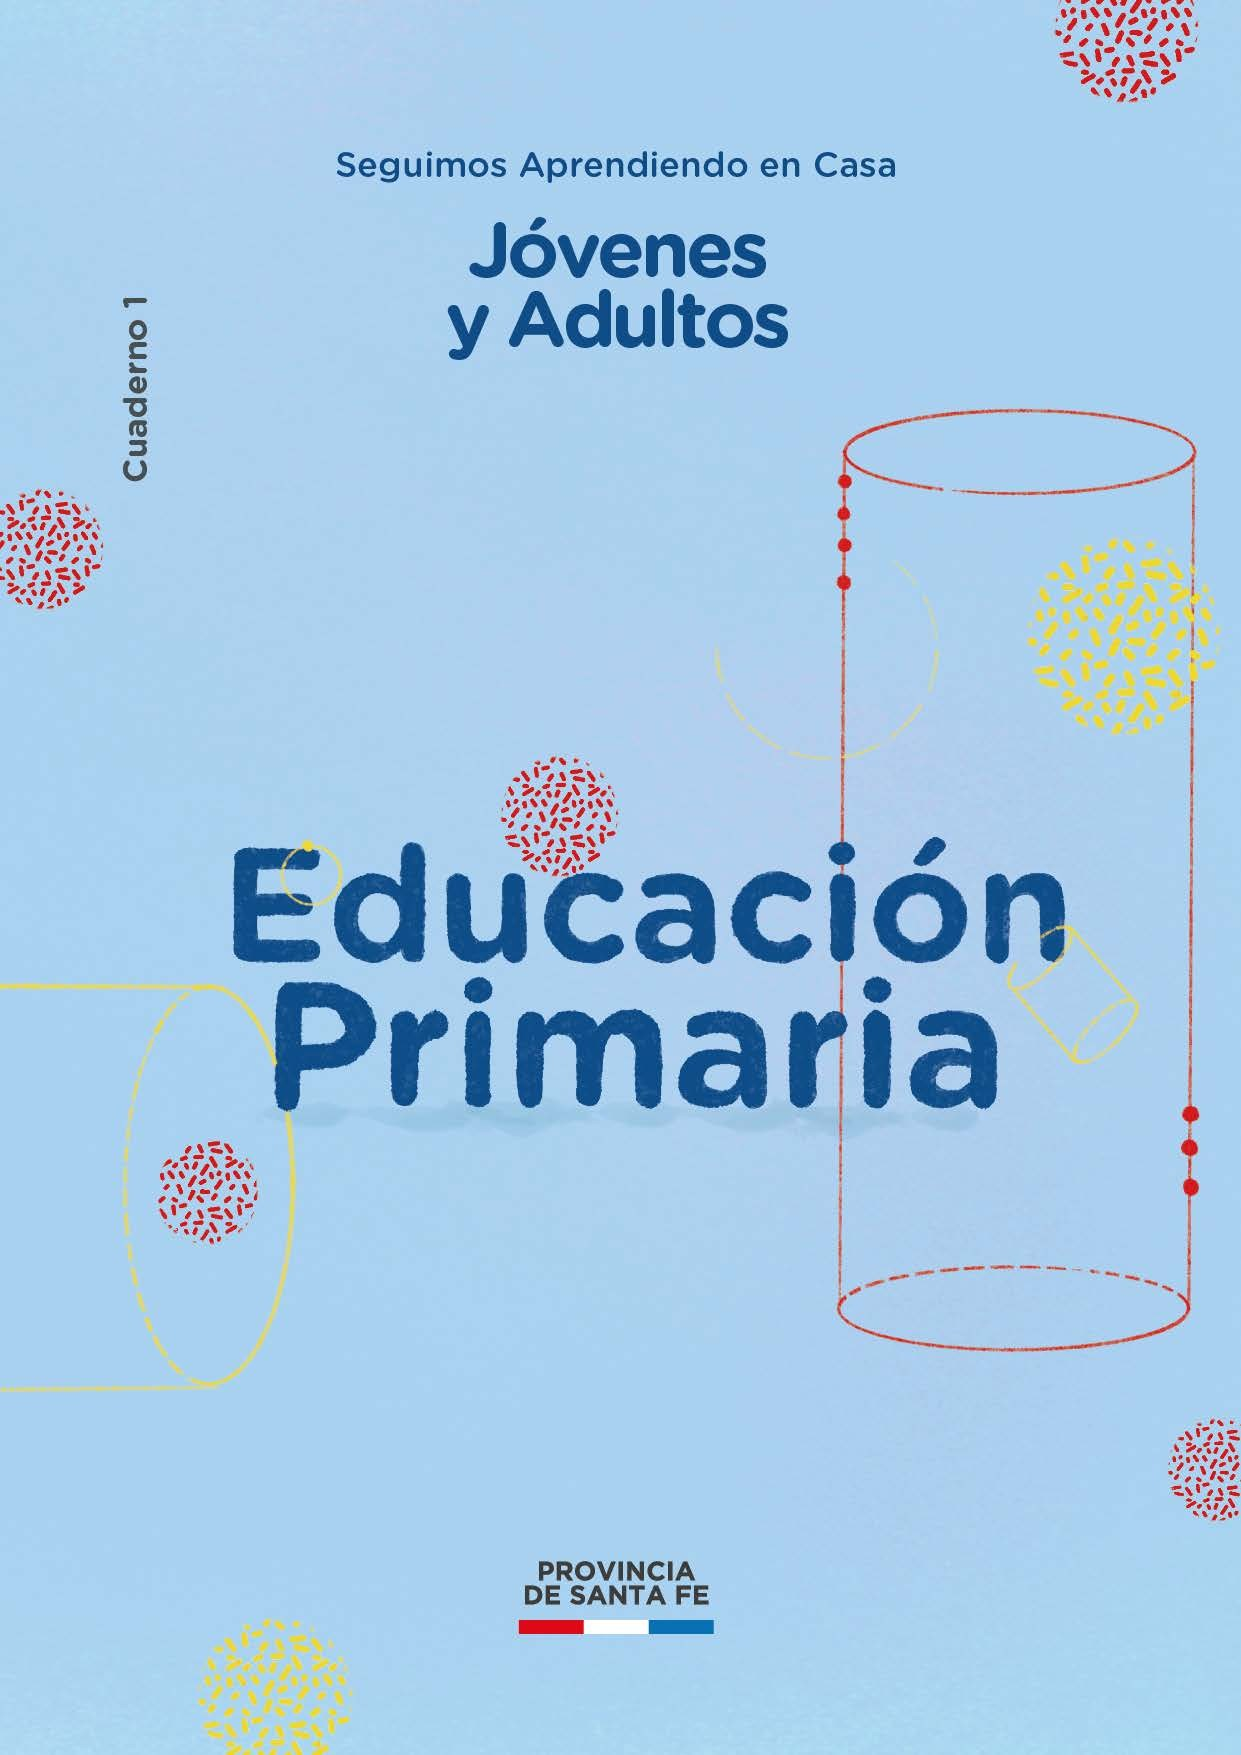 Seguimos Aprendiendo en Casa
Jóvenes
y Adultos
Cuaderno 1
Educación
Primaria
PROVINCIA
DE SANTA FE